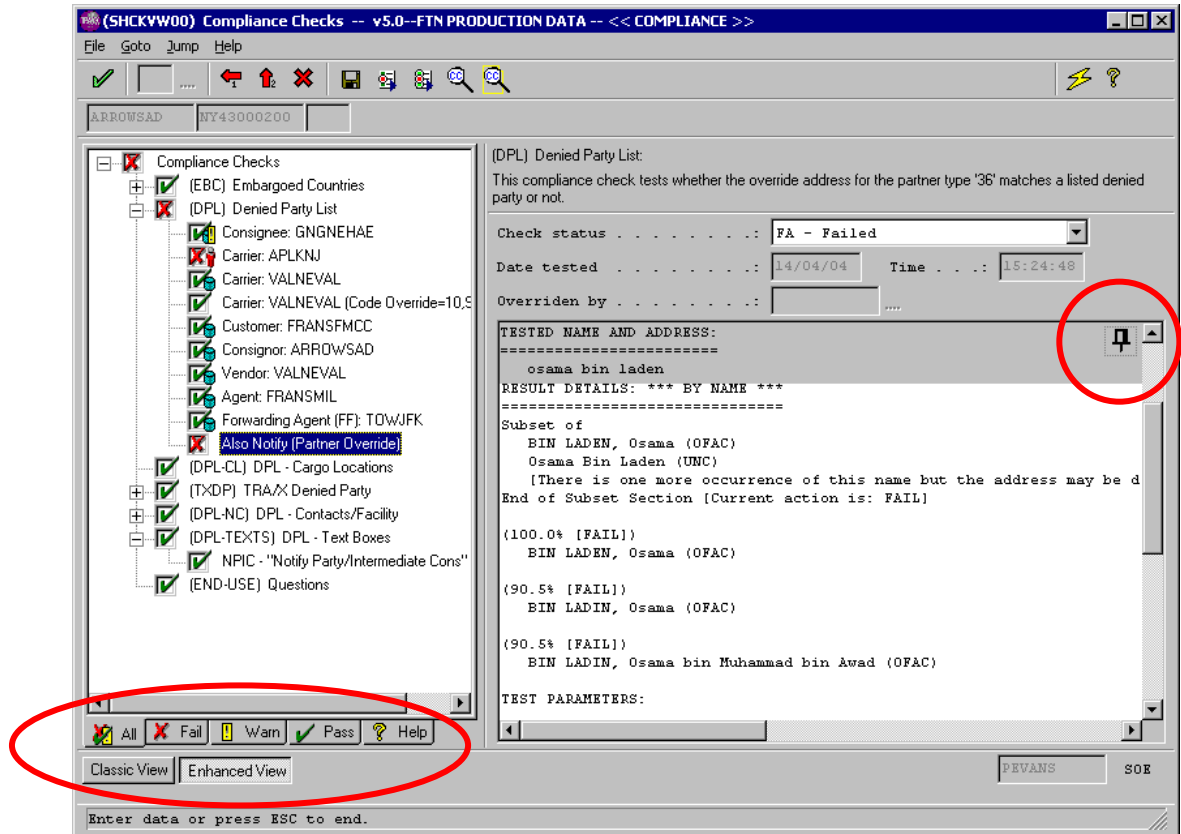 (SHCKVW00) Compliance Checks -- v5.0--FTN PRODUCTION DATA -- << COMPLIANCE >>
File Goto Jump Help
ARROWSAD NY43000200
Compliance Checks
(EBC) Embargoed Countries
(DPL) Denied Party List
Consignee: GNGNEHAE
Carrier: APLKNJ
Carrier: VALNEVAL
Carrier: VALNEVAL (Code Override=10,S
Customer: FRANSFMCC
Consignor: ARROWSAD
Vendor: VALNEVAL
Agent: FRANSMIL
Forwarding Agent (FF): TOWJFK
Also Notify (Partner Override)
(DPL-CL) DPL - Cargo Locations
(TXDP) TRA/X Denied Party
(DPL-NC) DPL - Contacts/Facility
(DPL-TEXTS) DPL - Text Boxes
NPIC - "Notify Party/Intermediate Cons"
(END-USE) Questions
All Fail Warn Pass Help
Classic View Enhanced View
(DPL) Denied Party List:
This compliance check tests whether the override address for the partner type '36' matches a listed denied
party or not.
Check status . . . . . . . . .: FA - Failed
Date tested . . . . . . . . .: 14/04/04 Time . . . .: 15:24:48
Overriden by . . . . . . . . .: ....
TESTED NAME AND ADDRESS:
========================
osama bin laden
RESULT DETAILS: *** BY NAME ***
===============================
Subset of
BIN LADEN, Osama (OFAC)
Osama Bin Laden (UNC)
[There is one more occurrence of this name but the address may be d
End of Subset Section [Current action is: FAIL]
(100.0% [FAIL])
BIN LADEN, Osama (OFAC)
(90.5% [FAIL])
BIN LADIN, Osama (OFAC)
(90.5% [FAIL])
BIN LADIN, Osama bin Muhammad bin Awad (OFAC)
TEST PARAMETERS:
PEVANS SOE
Enter data or press ESC to end.